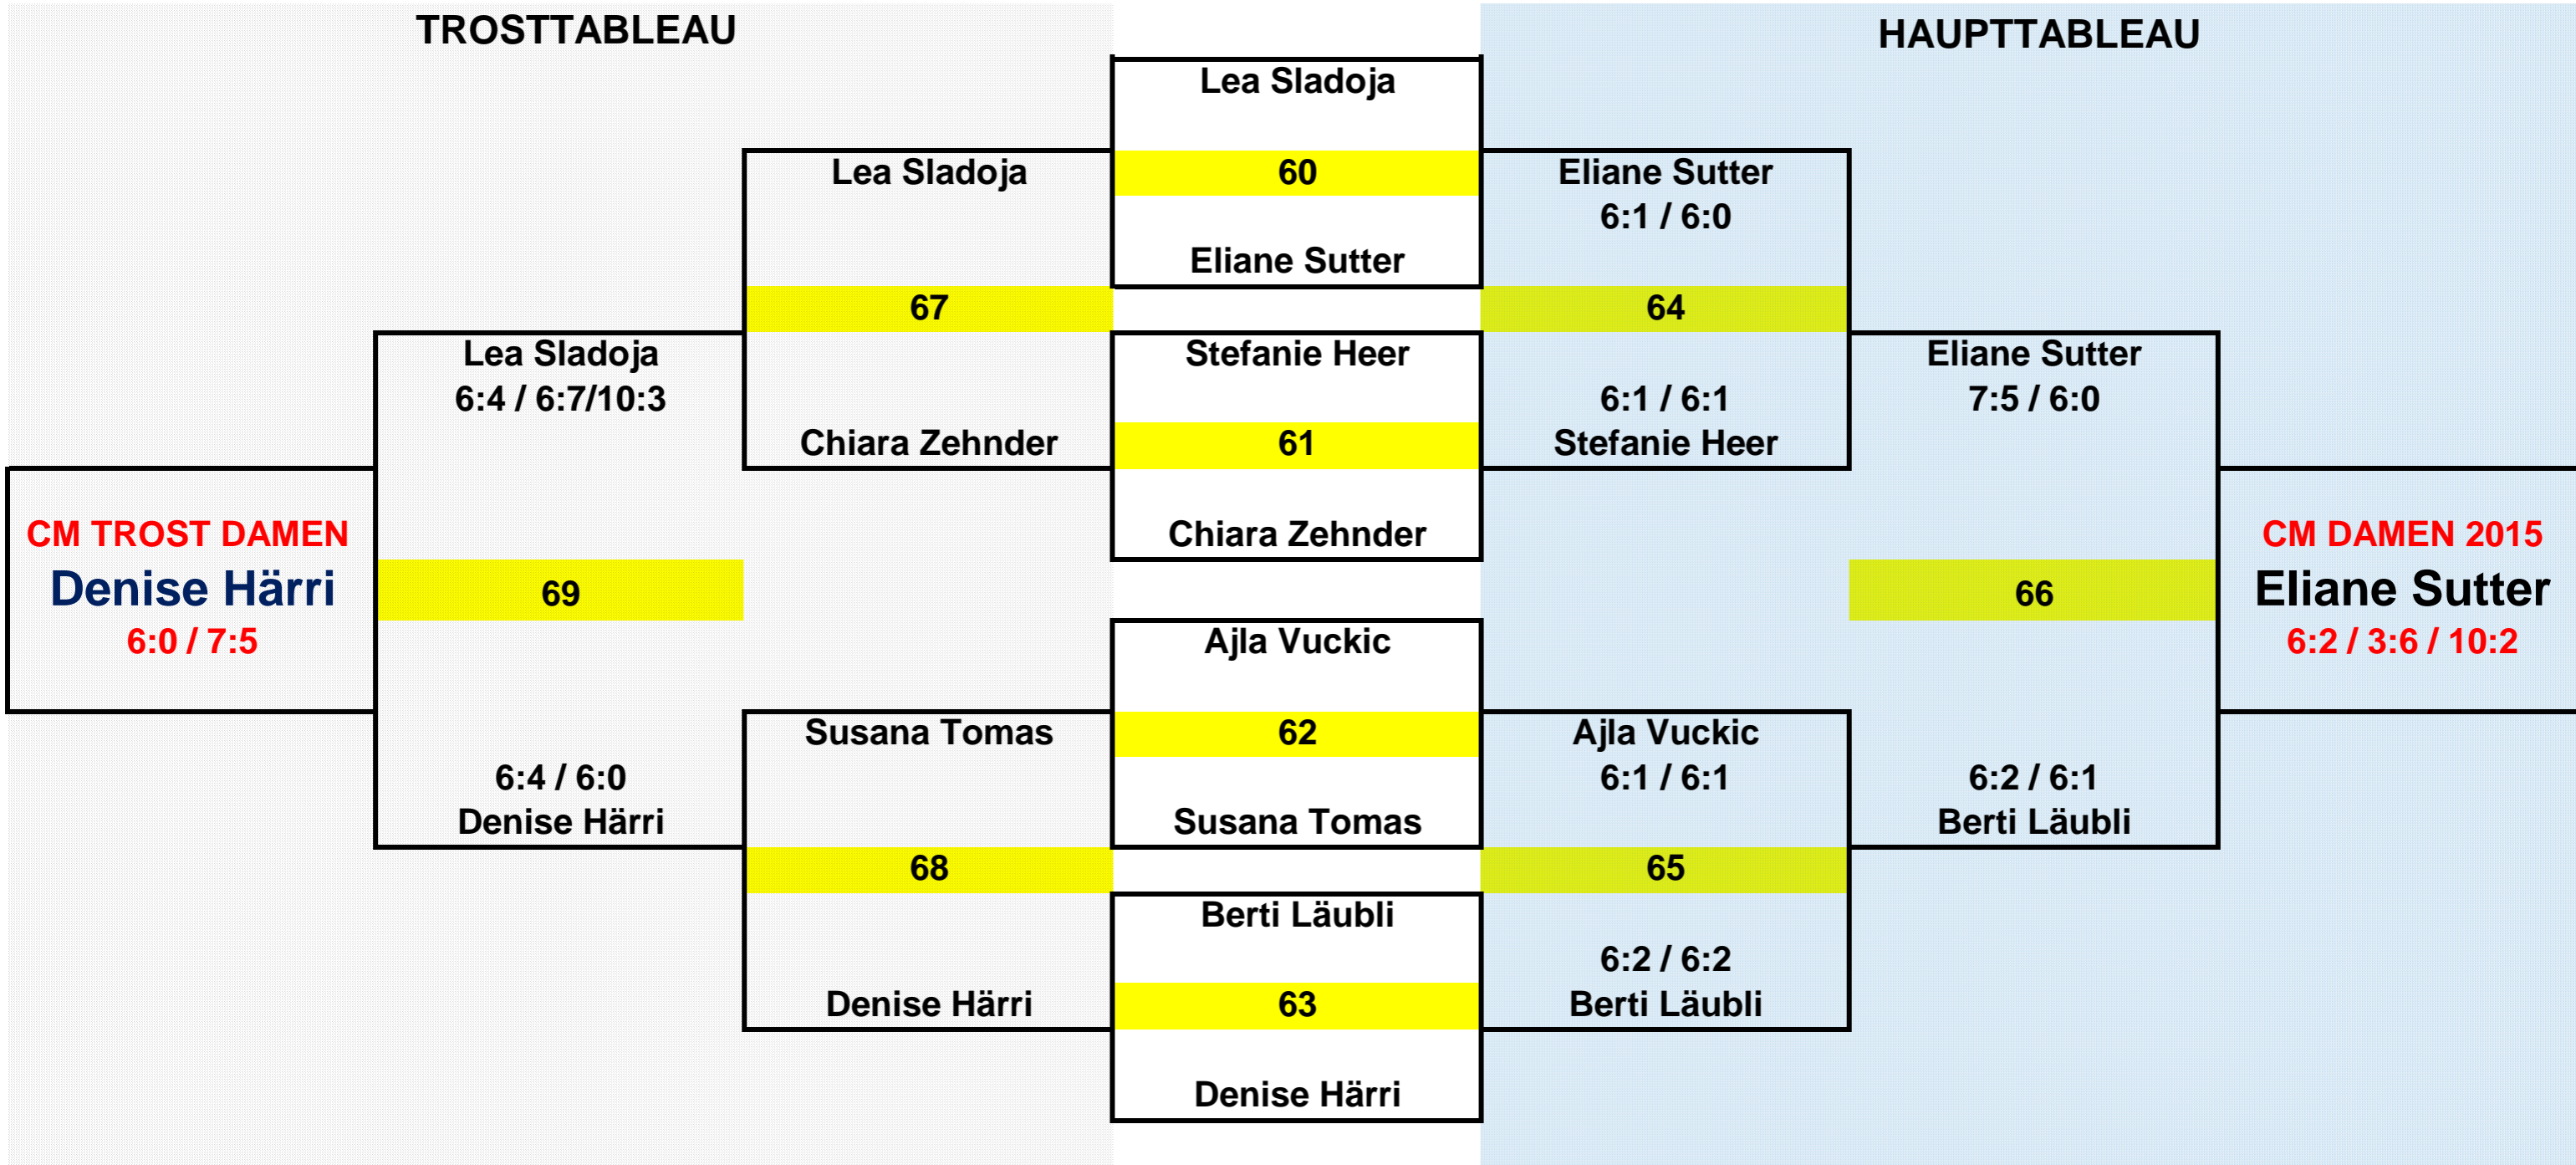 TROSTTABLEAU
HAUPTTABLEAU
Lea Sladoja
Lea Sladoja
60
Eliane Sutter
6:1 / 6:0
Eliane Sutter
67
64
Lea Sladoja
Stefanie Heer
Eliane Sutter
6:4 / 6:7/10:3
6:1 / 6:1
7:5 / 6:0
Chiara Zehnder
61
Stefanie Heer
CM TROST DAMEN
Chiara Zehnder
CM DAMEN 2015
Denise Härri
69
66
Eliane Sutter
6:0 / 7:5
Ajla Vuckic
6:2 / 3:6 / 10:2
Susana Tomas
62
Ajla Vuckic
6:4 / 6:0
6:1 / 6:1
6:2 / 6:1
Denise Härri
Susana Tomas
Berti Läubli
68
65
Berti Läubli
6:2 / 6:2
Denise Härri
63
Berti Läubli
Denise Härri